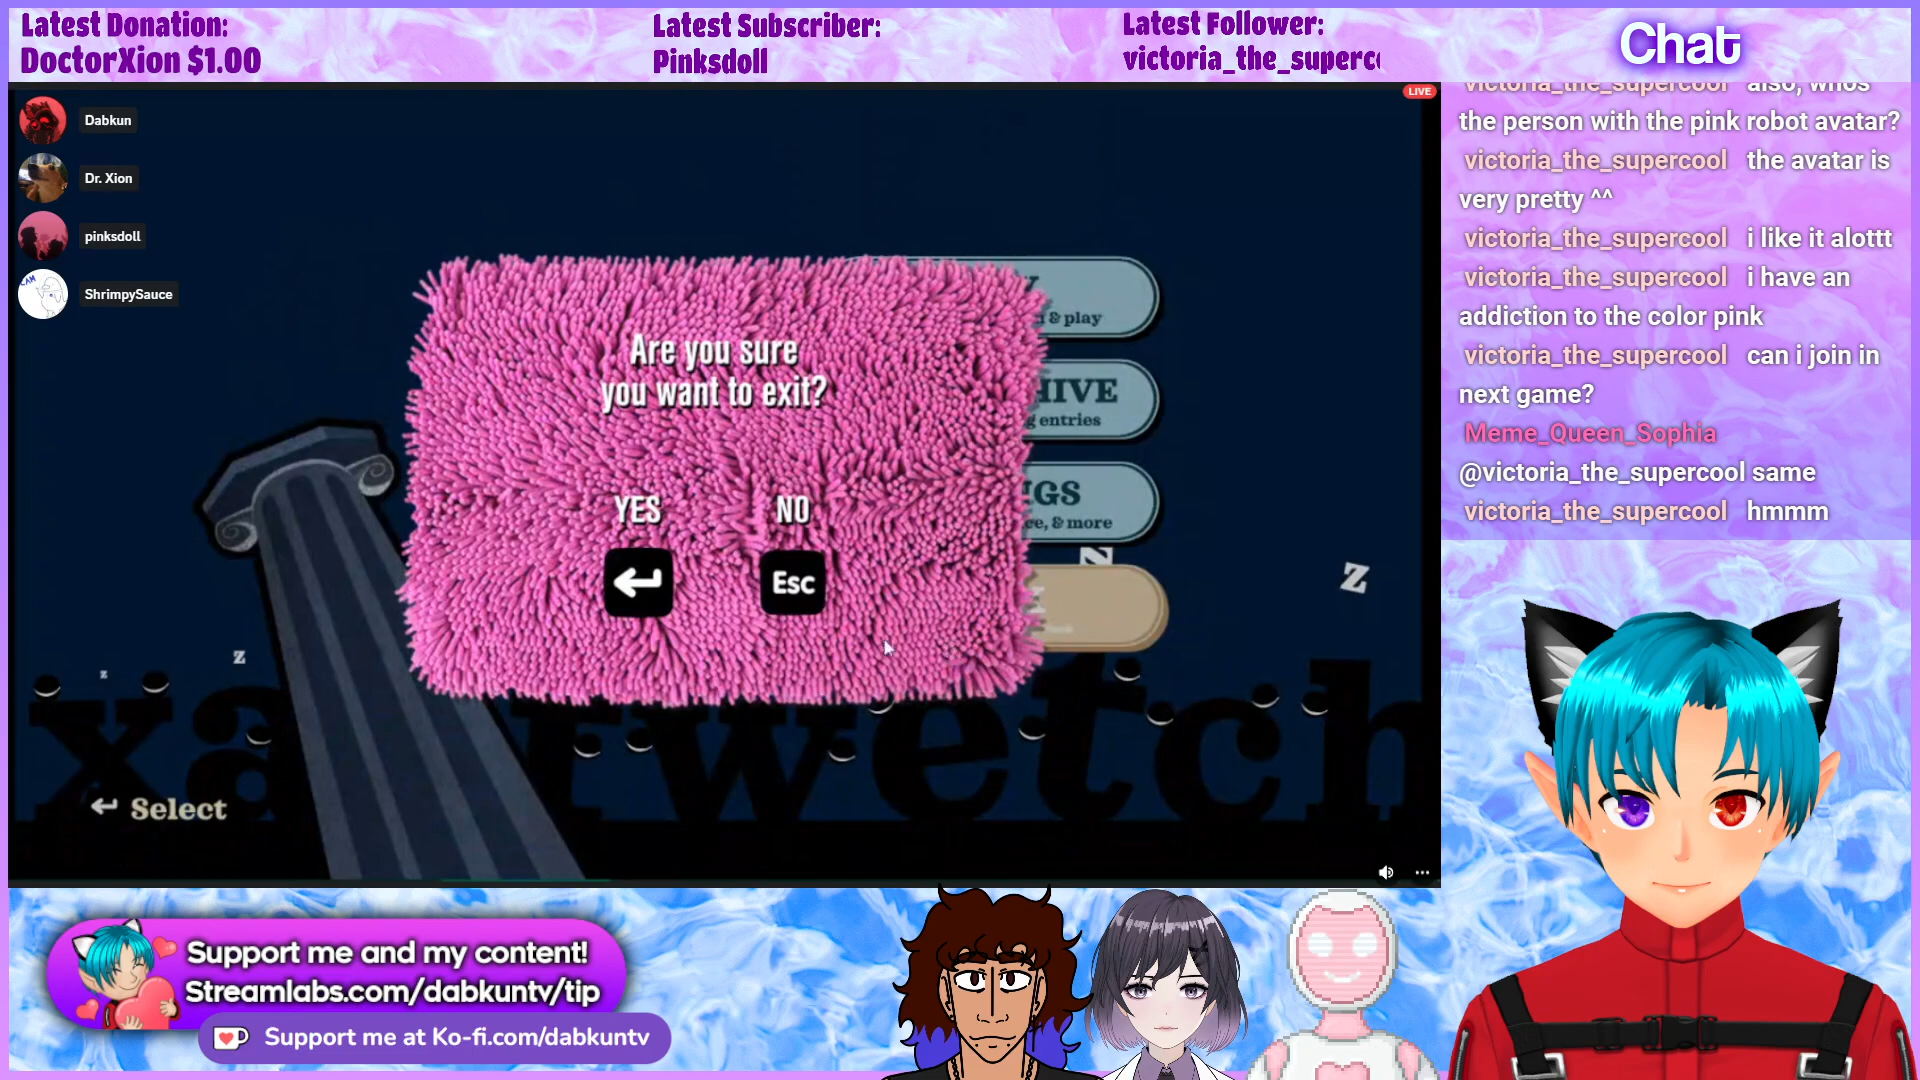 Latest Donation:
DoctorXion $1.00
Latest Subscriber:
Pinksdoll
Latest Follower:
victoria_the_superc
Chat
LIVE
Dabkun
Dr. Xion
pinksdoll
ShrimpySauce
Are you sure
you want to exit?
YES NO
Esc
& play
HIVE
entries
GS
ce, & more
z
z
z
Select
victoria_the_supercool also, whos
the person with the pink robot avatar?
victoria_the_supercool the avatar is
very pretty ^^
victoria_the_supercool i like it alottt
victoria_the_supercool i have an
addiction to the color pink
victoria_the_supercool can i join in
next game?
Meme_Queen_Sophia
@victoria_the_supercool same
victoria_the_supercool hmmm
Support me and my content!
Streamlabs.com/dabkuntv/tip
Support me at Ko-fi.com/dabkuntv